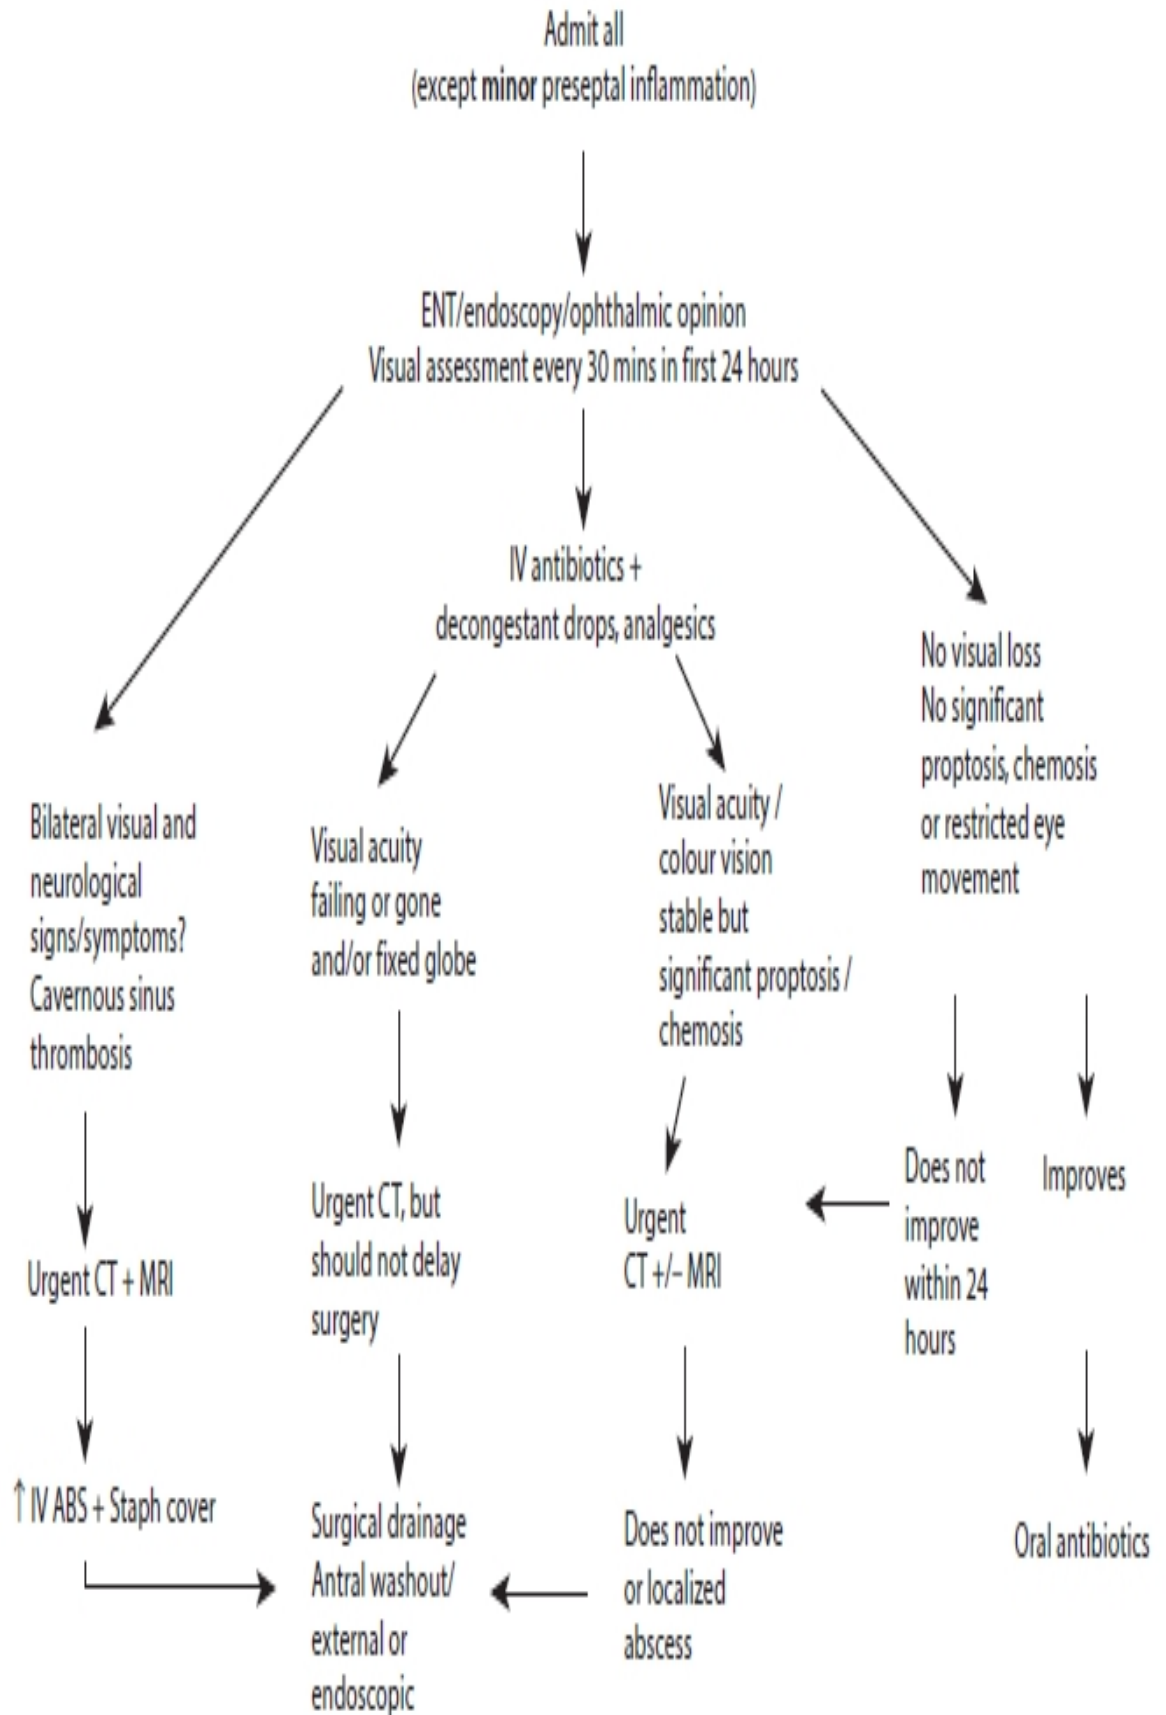 Admit all
(except minor preseptal inflammation)
ENT/endoscopy/ophthalmic opinion
Visual assessment every 30 mins in first 24 hours
IV antibiotics +
decongestant drops, analgesics
Bilateral visual and
neurological
signs/symptoms?
Cavernous sinus
thrombosis
Urgent CT + MRI
↑ IV ABS + Staph cover
Visual acuity
failing or gone
and/or fixed globe
Urgent CT, but
should not delay
surgery
Surgical drainage
Antral washout/
external or
endoscopic
Visual acuity /
colour vision
stable but
significant proptosis /
chemosis
Urgent
CT +/– MRI
Does not improve
or localized
abscess
No visual loss
No significant
proptosis, chemosis
or restricted eye
movement
Does not
improve
within 24
hours
Improves
Oral antibiotics